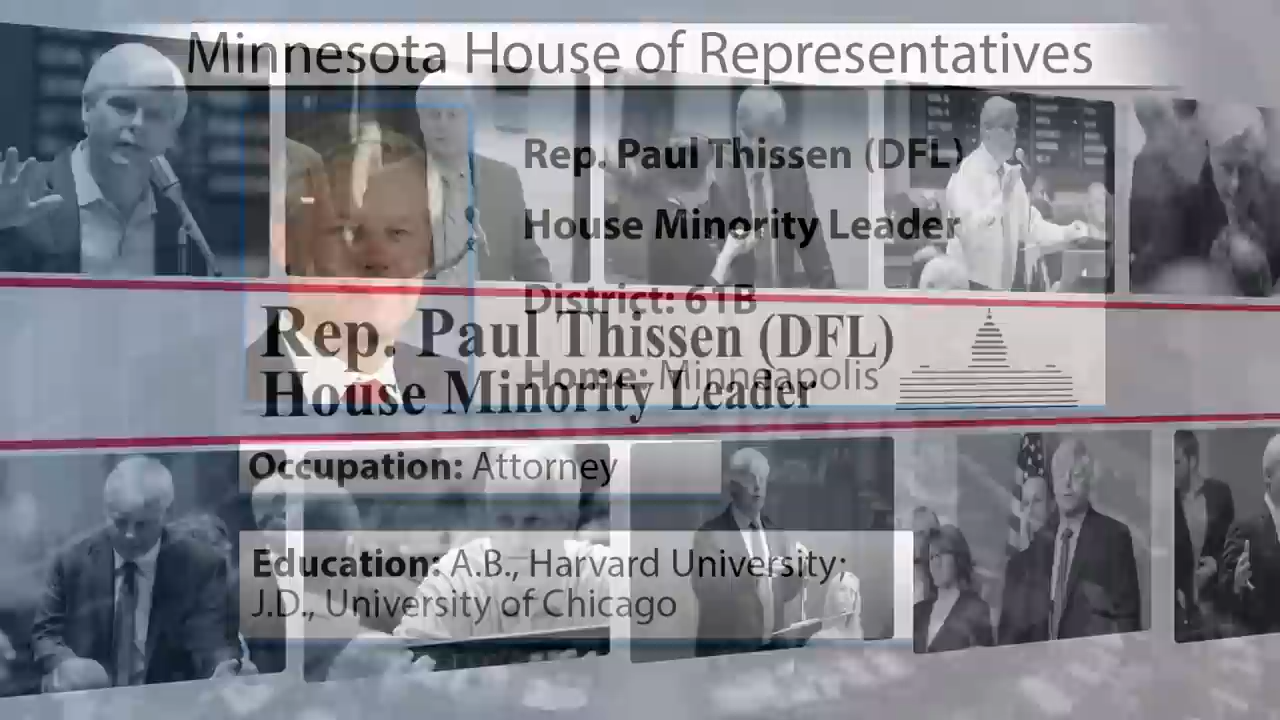 Minnesota House of Representatives
Rep. Paul Thissen (DFL)
House Minority Leader
District: 61B
Home: Minneapolis
Rep. Paul Thissen (DFL)
House Minority Leader
Occupation: Attorney
Education: A.B., Harvard University;
J.D., University of Chicago